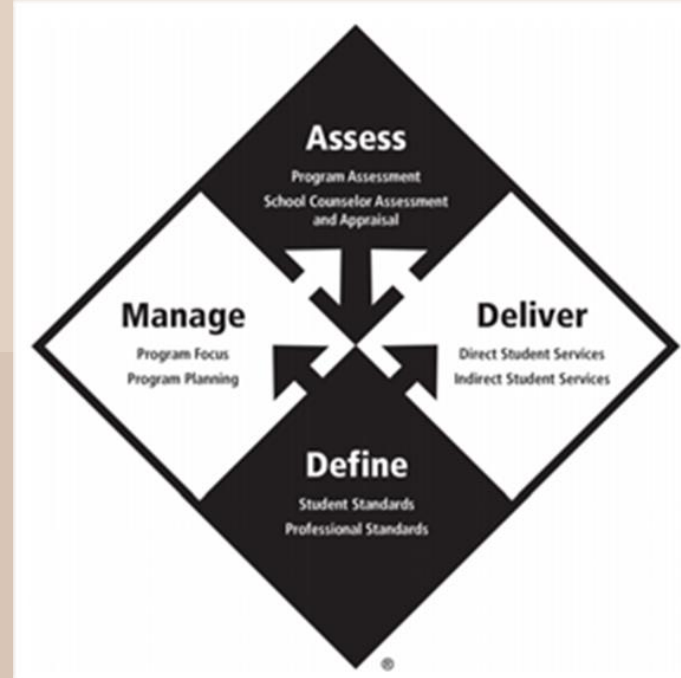 Assess
Program Assessment
School Counselor Assessment
and Appraisal
Manage
Program Focus
Program Planning
Deliver
Direct Student Services
Indirect Student Services
Define
Student Standards
Professional Standards
®